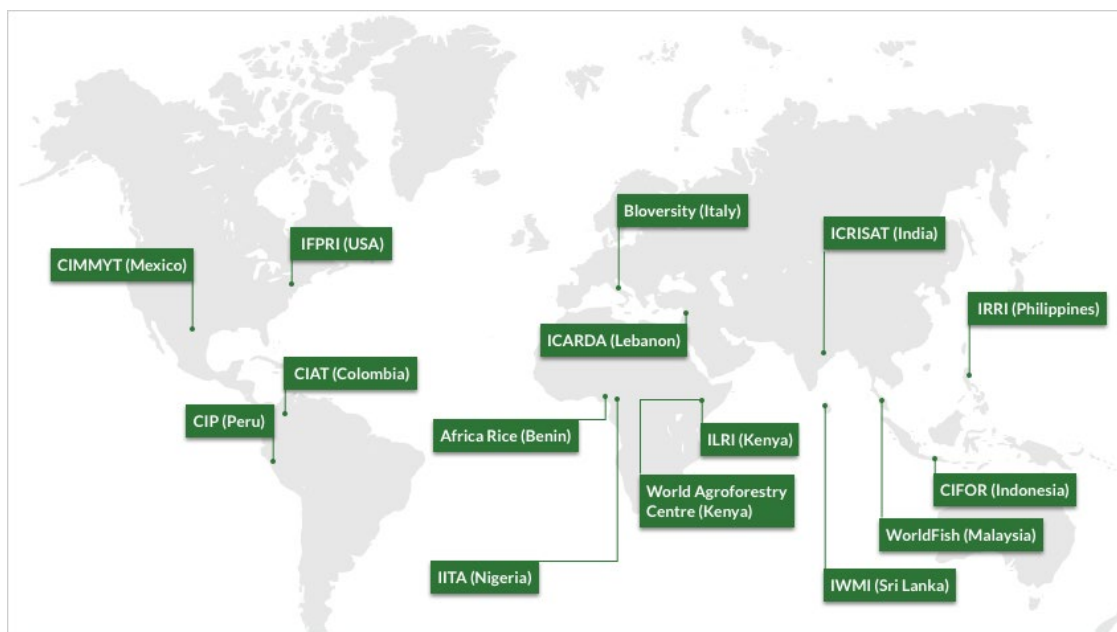 Bloversity (Italy)
ICRISAT (India)
IFPRI (USA)
CIMMYT (Mexico)
IRRI (Philippines)
ICARDA (Lebanon)
CIAT (Colombia)
CIP (Peru)
Africa Rice (Benin)
ILRI (Kenya)
World Agroforestry
Centre (Kenya)
CIFOR (Indonesia)
WorldFish (Malaysia)
IITA (Nigeria)
IWMI (Sri Lanka)